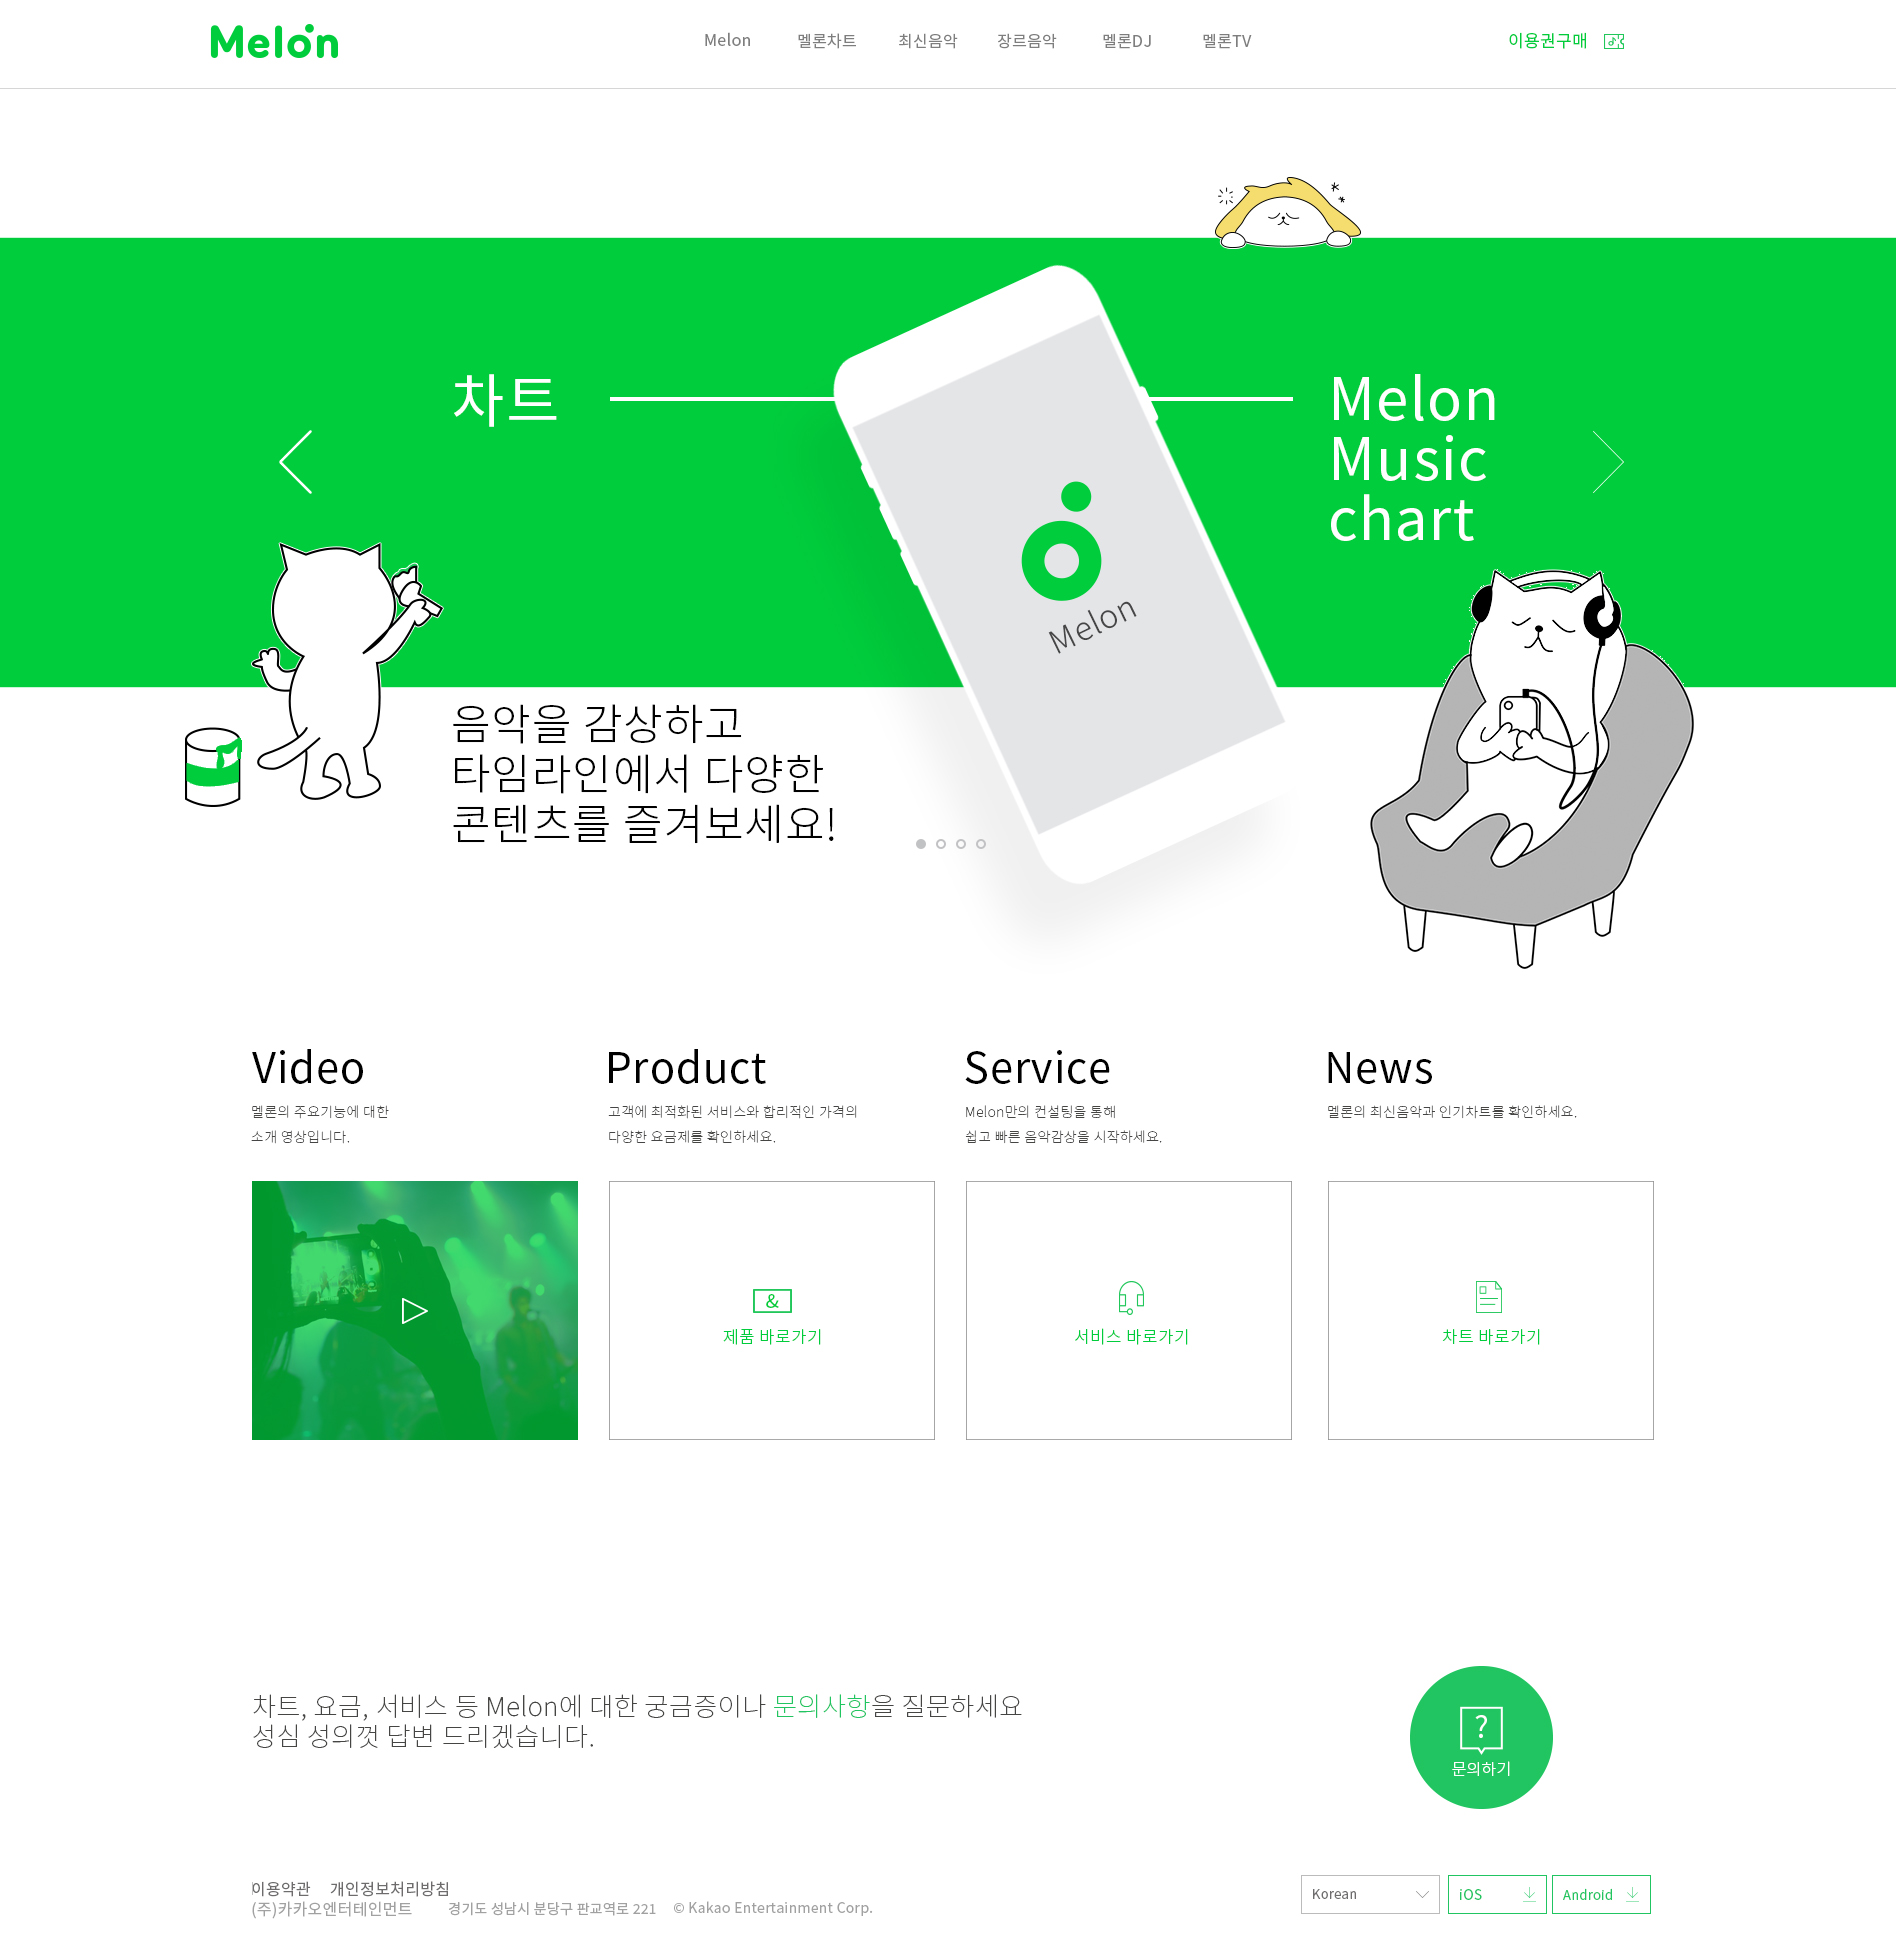 Melon
Melon 멜론차트 최신음악 장르음악 멜론DJ 멜론TV
이용권구매
차트
Melon
Music
chart
Melon
음악을 감상하고
타임라인에서 다양한
콘텐츠를 즐겨보세요!
Video
멜론의 주요기능에 대한
소개 영상입니다.
Product
고객에 최적화된 서비스와 합리적인 가격의
다양한 요금제를 확인하세요.
Service
Melon만의 컨설팅을 통해
쉽고 빠른 음악감상을 시작하세요.
News
멜론의 최신음악과 인기차트를 확인하세요.
&
제품 바로가기
서비스 바로가기
차트 바로가기
차트, 요금, 서비스 등 Melon에 대한 궁금증이나 문의사항을 질문하세요
성심 성의껏 답변 드리겠습니다.
?
문의하기
이용약관 개인정보처리방침
(주)카카오엔터테인먼트 경기도 성남시 분당구 판교역로 221 © Kakao Entertainment Corp.
Korean
iOS
Android